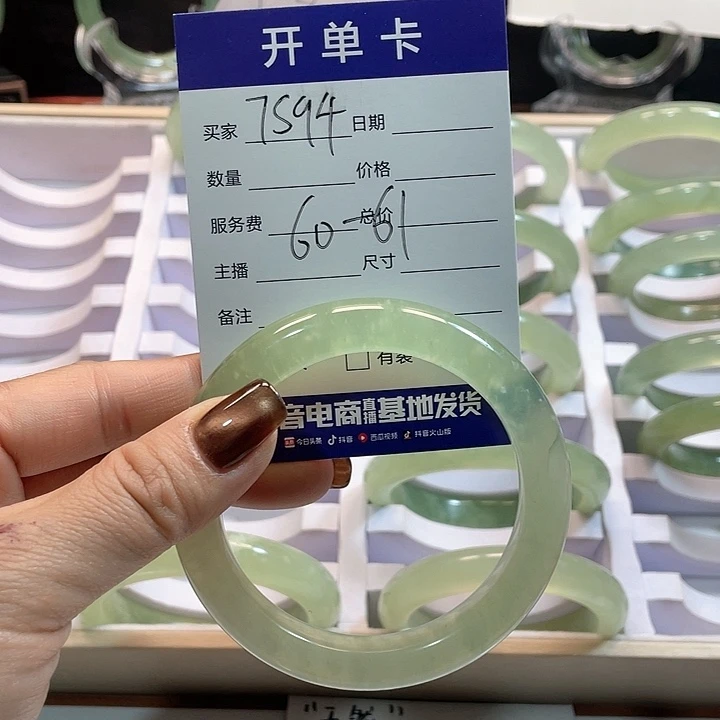 开单卡
买家 7594 日期
数量 价格
服务费 60-61 总价
主播 尺寸
备注
有装
音电商直播基地发货
今日头条 抖音 西瓜视频 抖音火山版